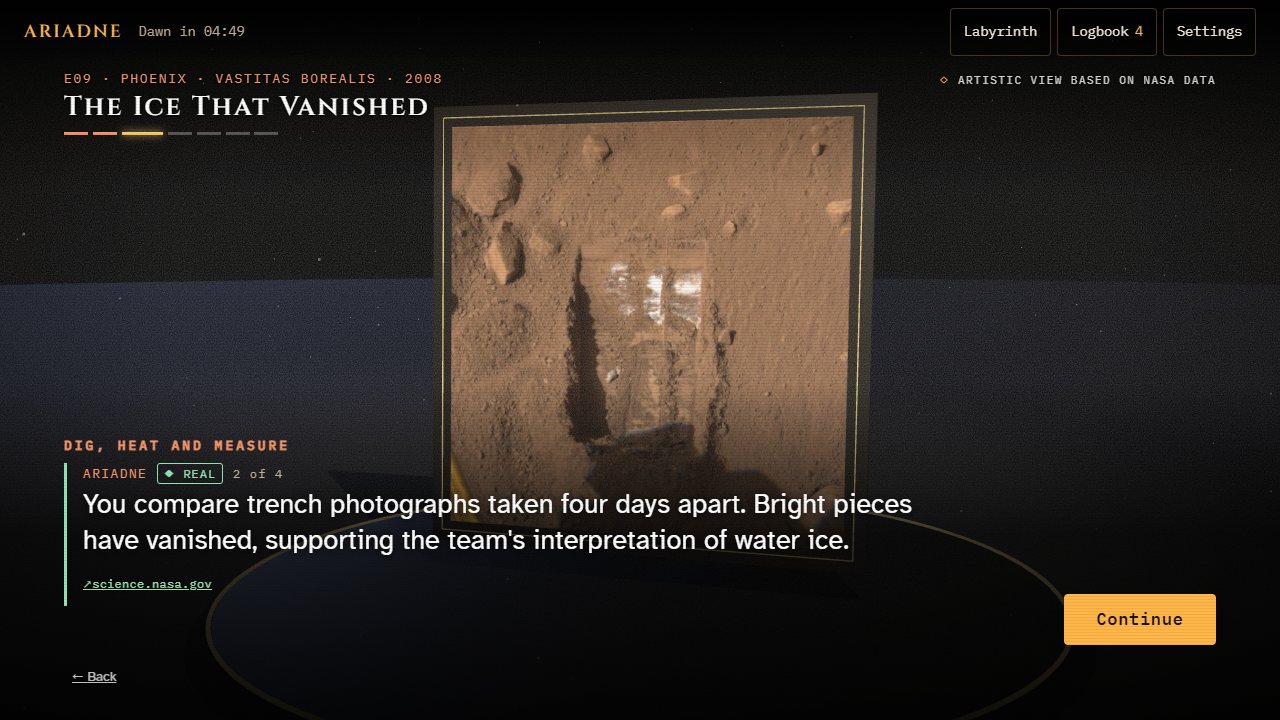 ARIADNE Dawn in 04:49 Labyrinth Logbook 4 Settings
E09 · PHOENIX · VASTITAS BOREALIS · 2008
◇ ARTISTIC VIEW BASED ON NASA DATA
The Ice That Vanished
DIG, HEAT AND MEASURE
ARIADNE ◆ REAL 2 of 4
You compare trench photographs taken four days apart. Bright pieces
have vanished, supporting the team's interpretation of water ice.
↗science.nasa.gov
Continue
← Back